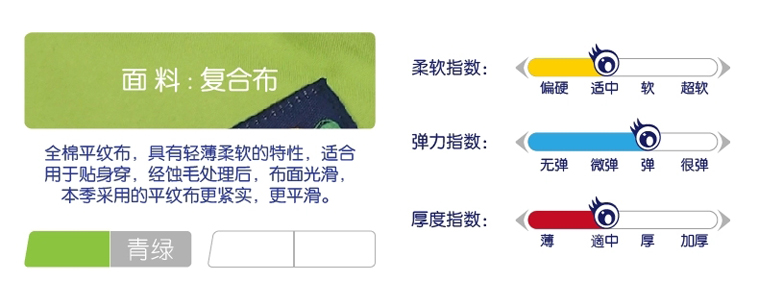 面 料：复合布
全棉平纹布，具有轻薄柔软的特性，适合
用于贴身穿，经蚀毛处理后，布面光滑，
本季采用的平纹布更紧实，更平滑。
青绿
柔软指数：
偏硬 适中 软 超软
弹力指数：
无弹 微弹 弹 很弹
厚度指数：
薄 適中 厚 加厚